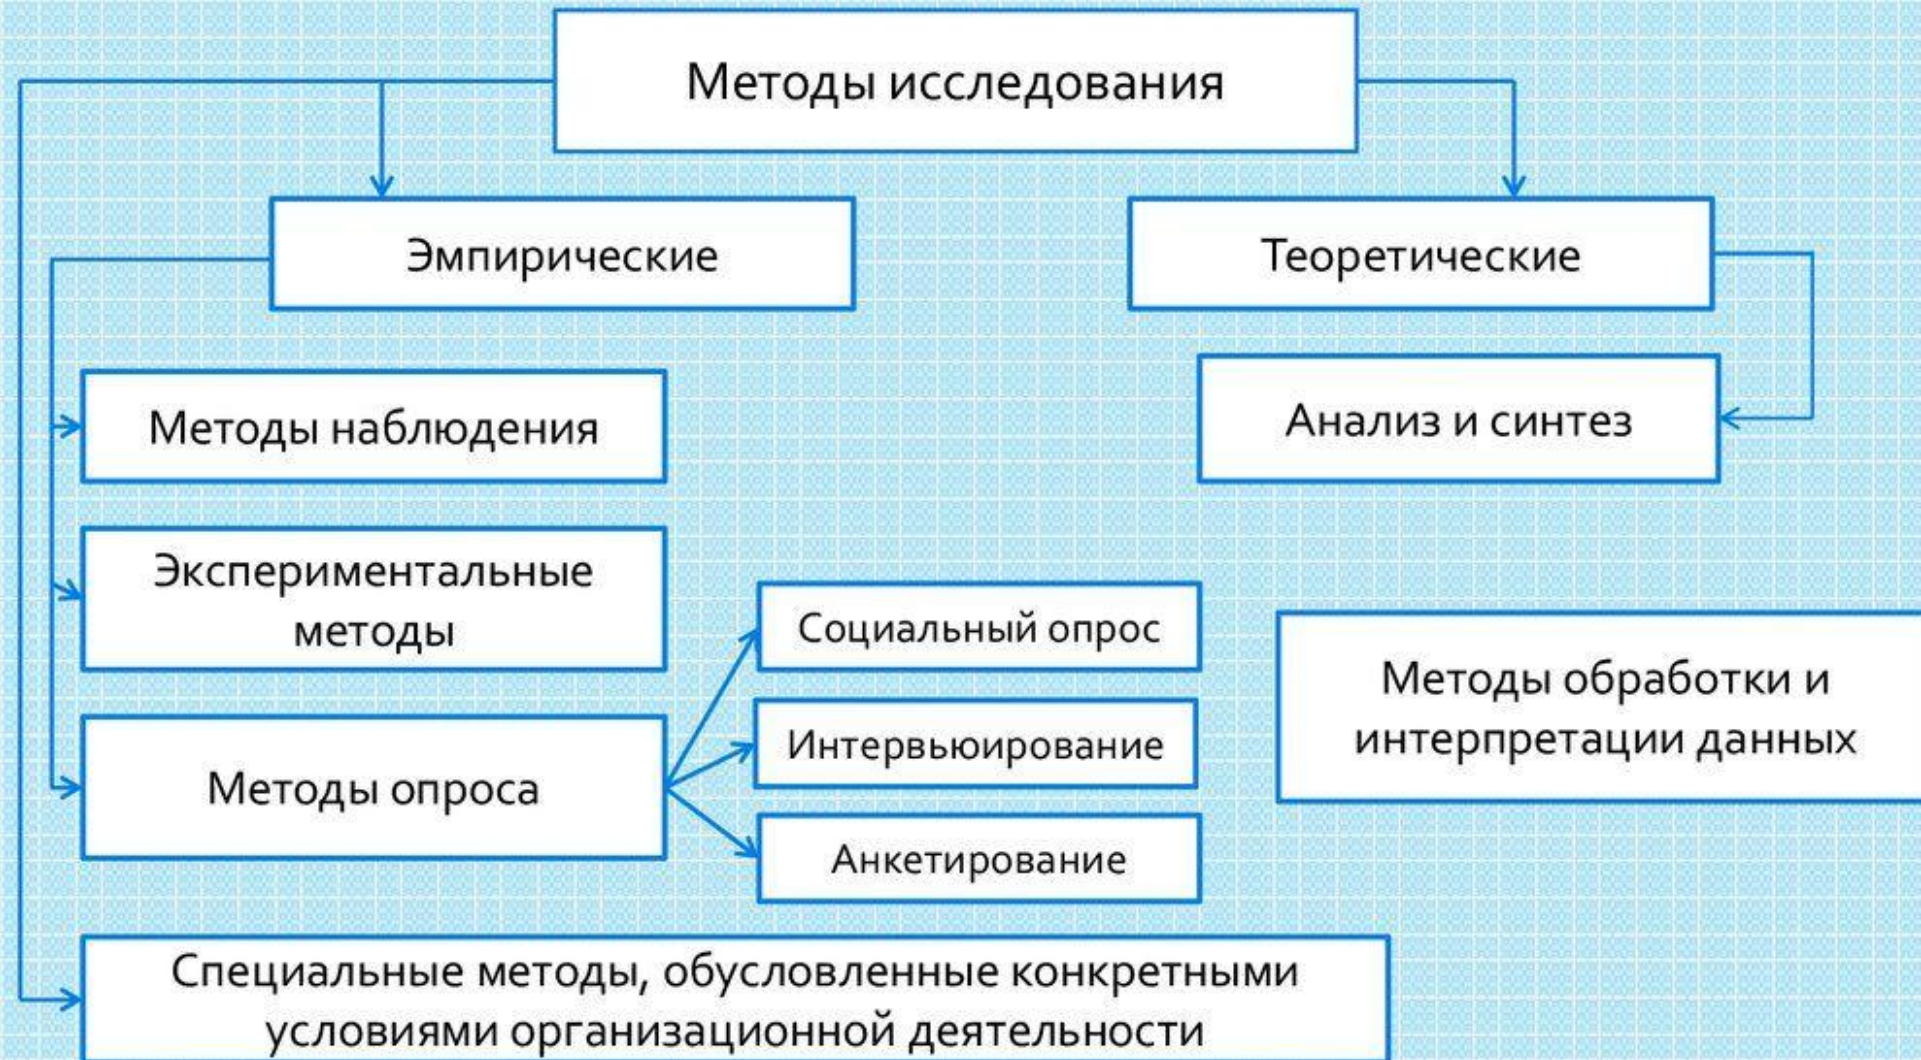 Методы исследования
Эмпирические
Теоретические
Методы наблюдения
Анализ и синтез
Экспериментальные
методы
Социальный опрос
Интервьюирование
Методы обработки и
интерпретации данных
Методы опроса
Анкетирование
Специальные методы, обусловленные конкретными
условиями организационной деятельности